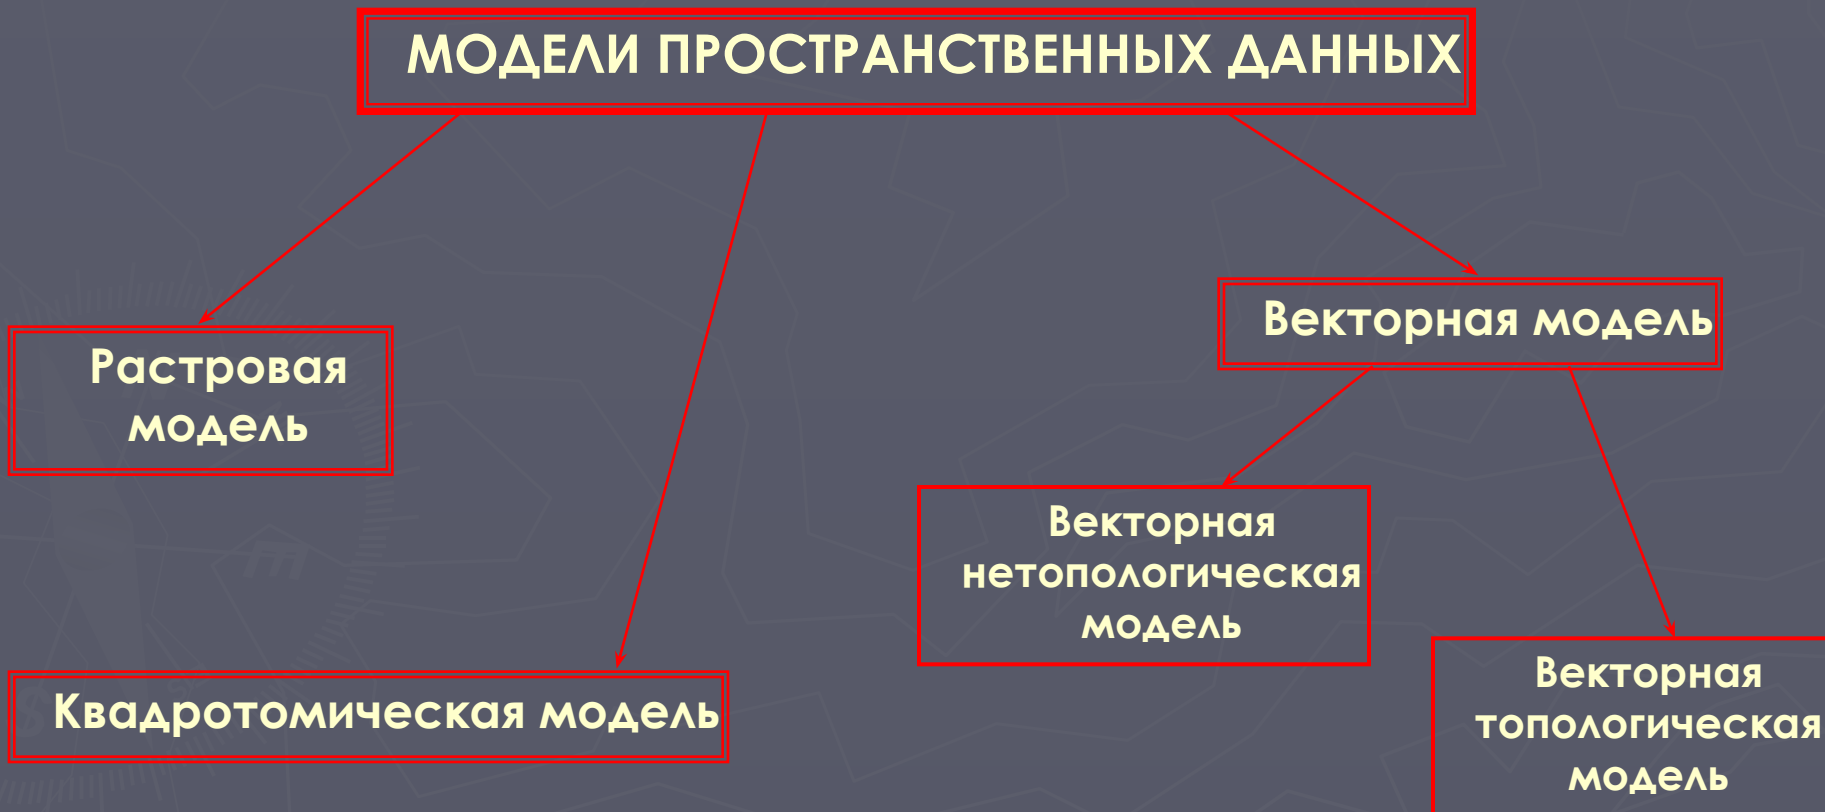 МОДЕЛИ ПРОСТРАНСТВЕННЫХ ДАННЫХ
Растровая
модель
Векторная модель
Векторная
нетопологическая
модель
Квадротомическая модель
Векторная
топологическая
модель